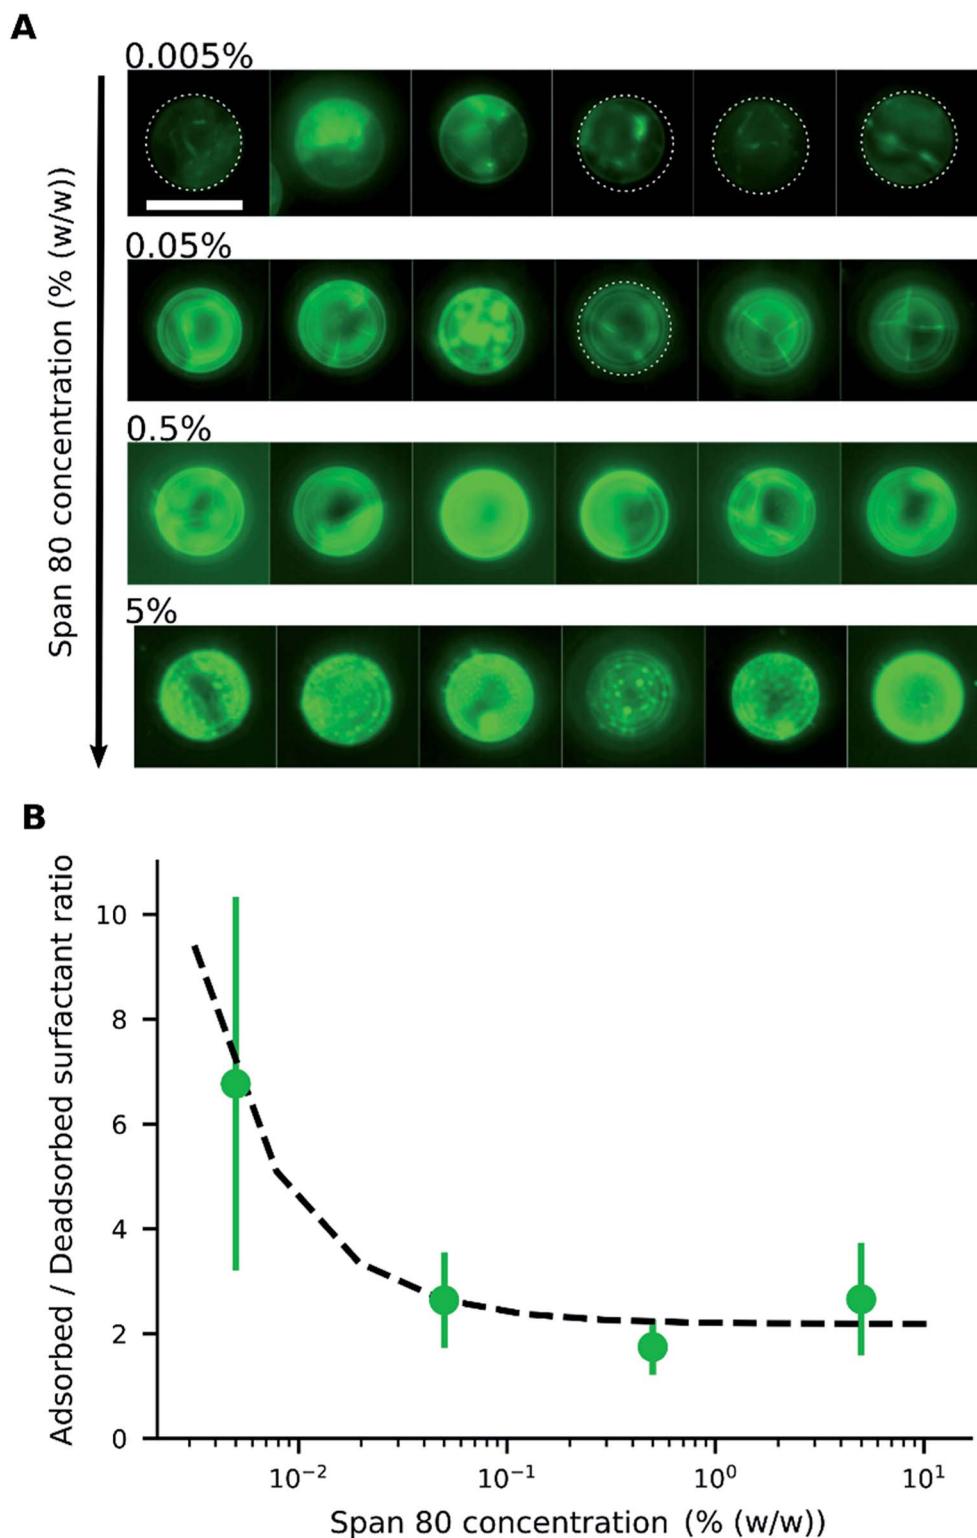 A
0.005%
0.05%
0.5%
5%
Span 80 concentration (% (w/w))
B
10
8
6
4
2
0
Adsorbed / Deadsorbed surfactant ratio
10⁻²
10⁻¹
10⁰
10¹
Span 80 concentration (% (w/w))